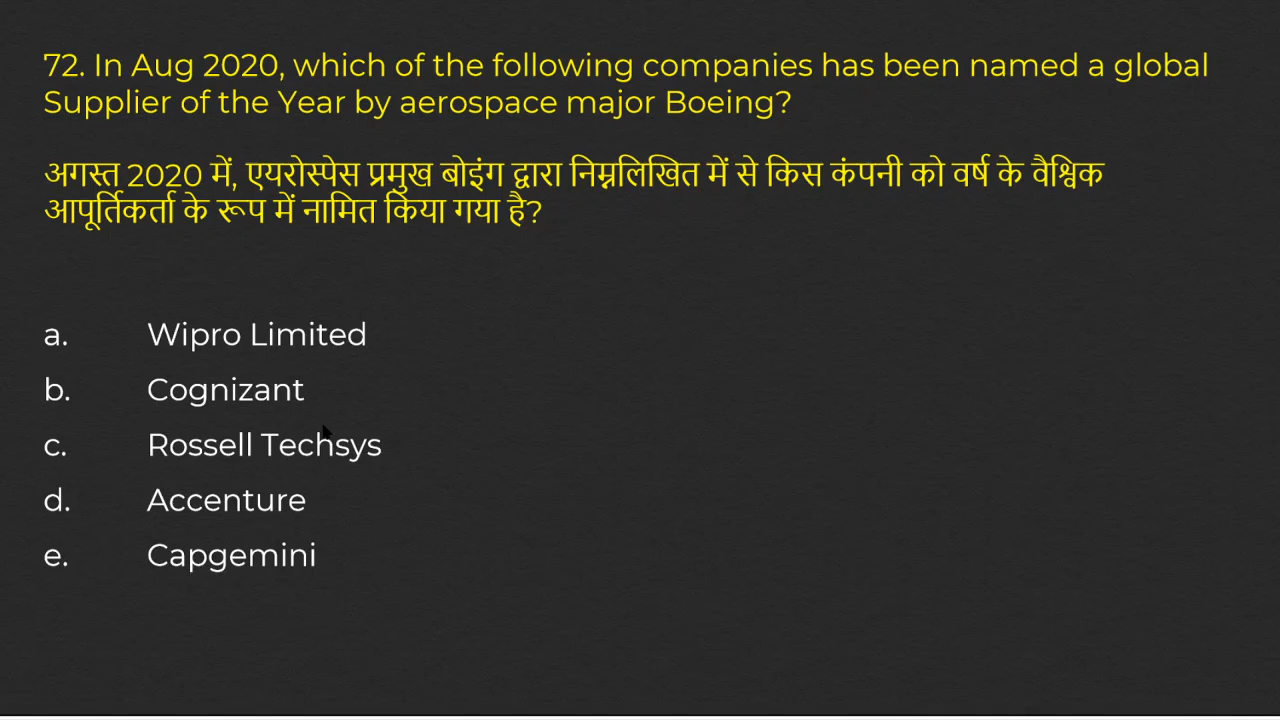 72. In Aug 2020, which of the following companies has been named a global
Supplier of the Year by aerospace major Boeing?
अगस्त 2020 में, एयरोस्पेस प्रमुख बोइंग द्वारा निम्नलिखित में से किस कंपनी को वर्ष के वैश्विक
आपूर्तिकर्ता के रूप में नामित किया गया है?
a. Wipro Limited
b. Cognizant
c. Rossell Techsys
d. Accenture
e. Capgemini